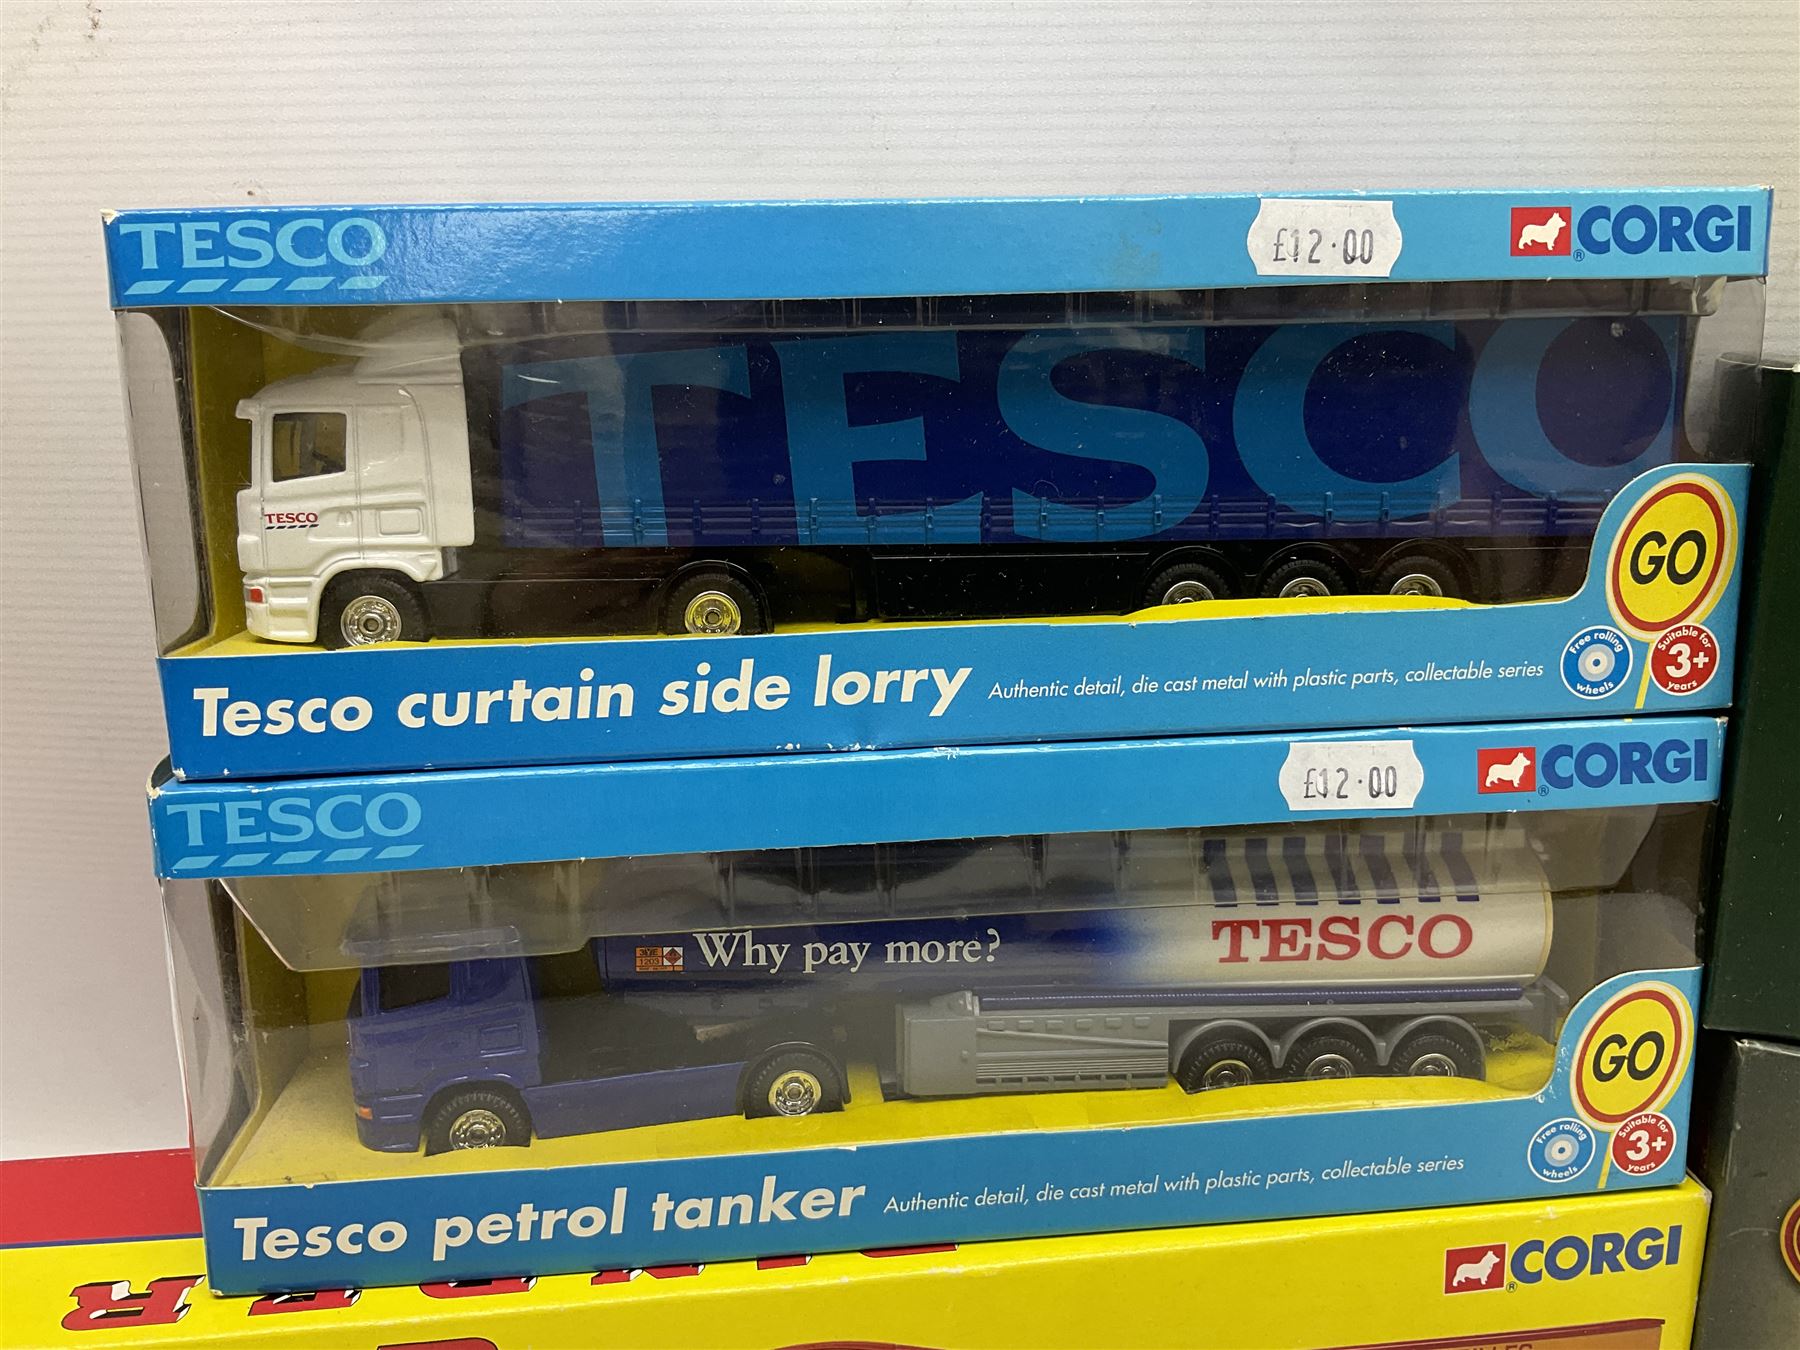 TESCO
£12.00
CORGI
TESCO
TESCO
GO
Free rolling wheels
Suitable for 3+ years
Tesco curtain side lorry
Authentic detail, die cast metal with plastic parts, collectable series
TESCO
£12.00
CORGI
Why pay more?
TESCO
1203
GO
Free rolling wheels
Suitable for 3+ years
Tesco petrol tanker
Authentic detail, die cast metal with plastic parts, collectable series
CORGI